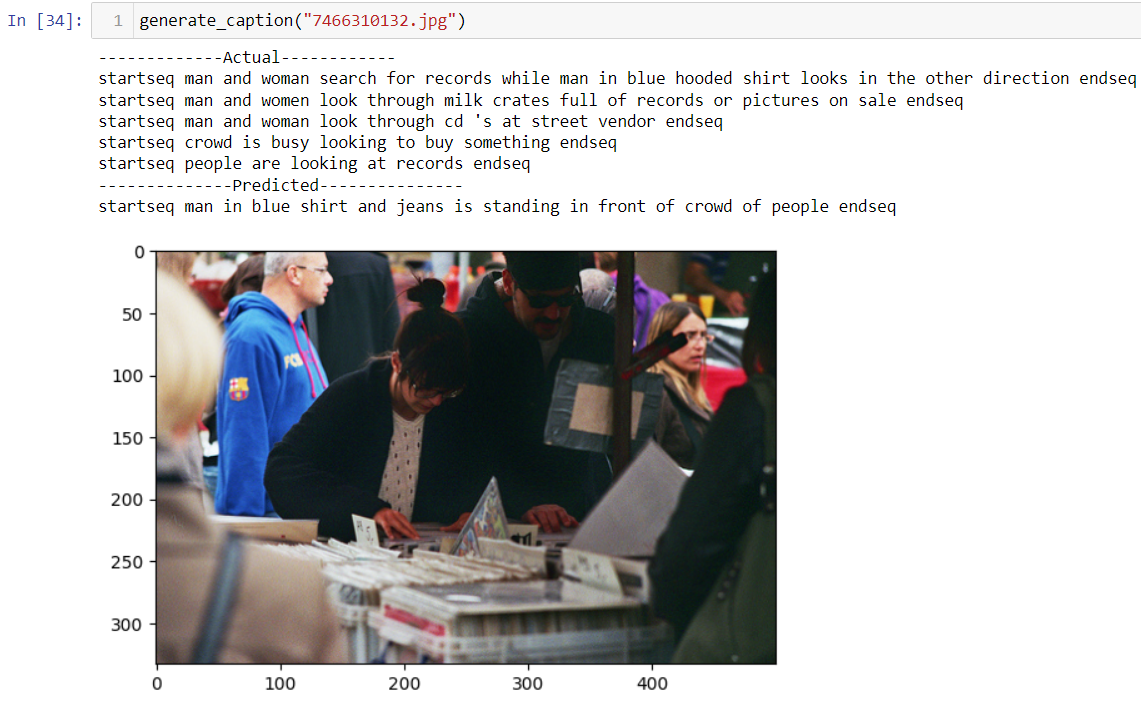 In [34]: 1 generate_caption("7466310132.jpg")
-------------Actual------------
startseq man and woman search for records while man in blue hooded shirt looks in the other direction endseq
startseq man and women look through milk crates full of records or pictures on sale endseq
startseq man and woman look through cd 's at street vendor endseq
startseq crowd is busy looking to buy something endseq
startseq people are looking at records endseq
--------------Predicted---------------
startseq man in blue shirt and jeans is standing in front of crowd of people endseq
0
50
100
150
200
250
300
0 100 200 300 400